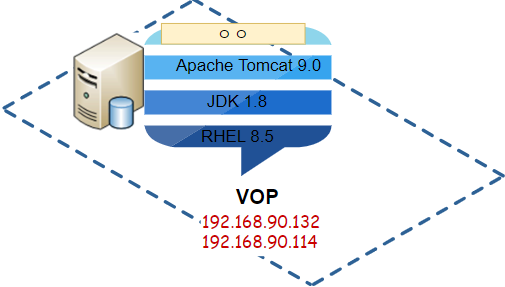 ㅇㅇ
Apache Tomcat 9.0
JDK 1.8
RHEL 8.5
VOP
192.168.90.132
192.168.90.114